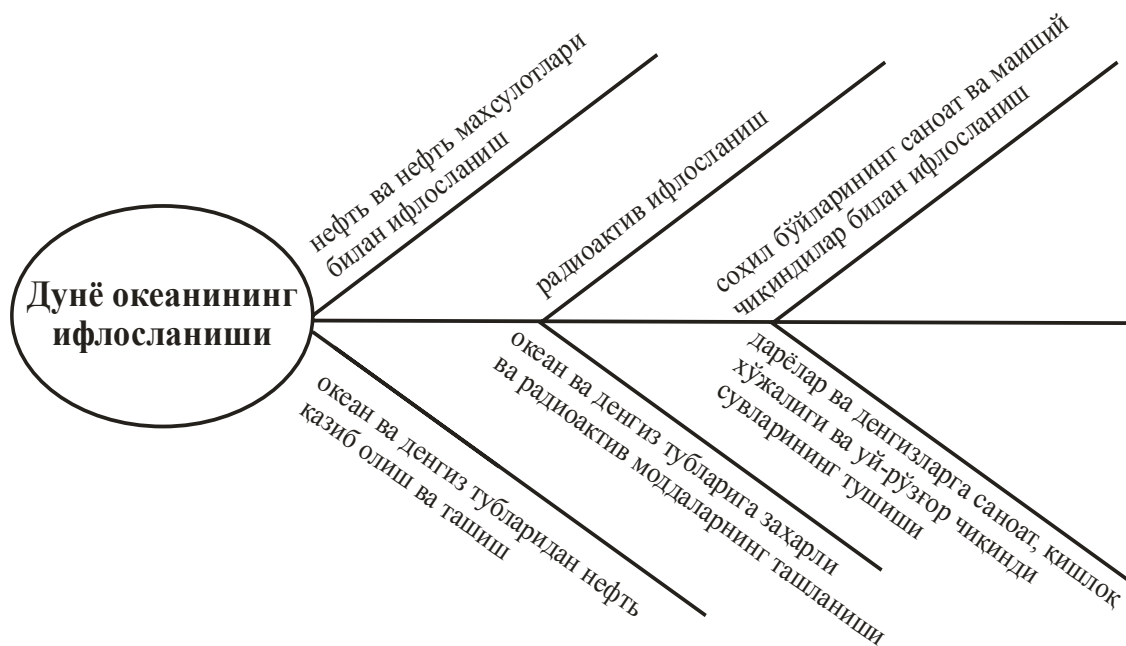 нефть ва нефть махсулотлари
билан ифлосланиш
радиоактив ифлосланиш
соҳил бўйларининг саноат ва маиший
чиқиндилар билан ифлосланиш
Дунё океанининг
ифлосланиши
океан ва денгиз тубларидан нефть
қазиб олиш ва ташиш
океан ва денгиз тубларига заҳарли
ва радиоактив моддаларнинг ташланиши
дарёлар ва денгизларга саноат, қишлоқ
хўжалиги ва уй-рўзғор чиқинди
сувларининг тушиши